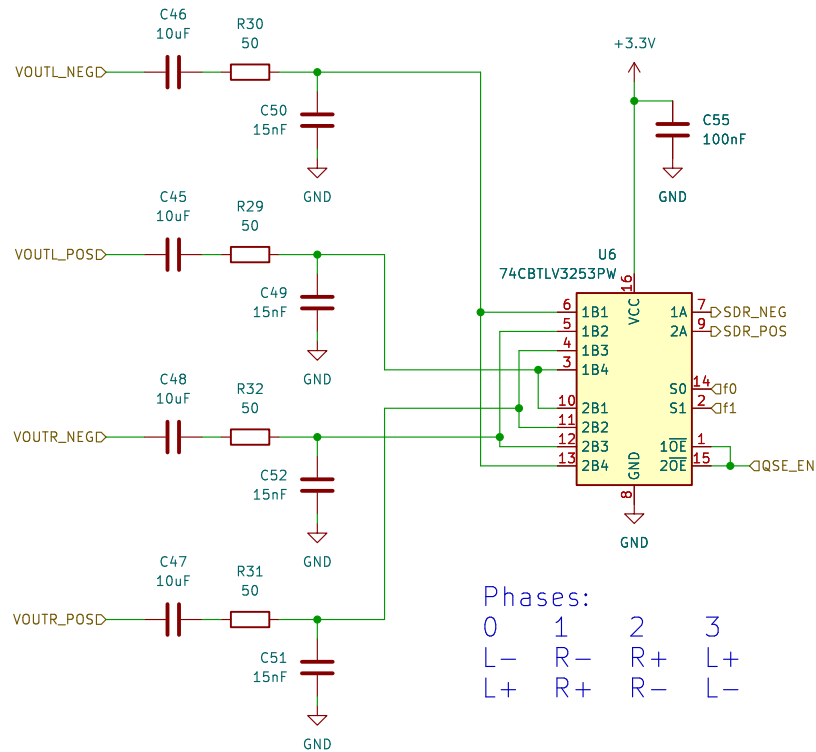 C46
10uF
R30
50
VOUTL_NEG
C50
15nF
GND
+3.3V
C55
100nF
GND
C45
10uF
R29
50
VOUTL_POS
C49
15nF
GND
U6
74CBTLV3253PW
16
VCC
6 1B1
5 1B2
4 1B3
3 1B4
10 2B1
11 2B2
12 2B3
13 2B4
1A 7 SDR_NEG
2A 9 SDR_POS
S0 14 f0
S1 2 f1
1OE 1
2OE 15 QSE_EN
GND
8
GND
C48
10uF
R32
50
VOUTR_NEG
C52
15nF
GND
C47
10uF
R31
50
VOUTR_POS
C51
15nF
GND
Phases:
0 1 2 3
L- R- R+ L+
L+ R+ R- L-